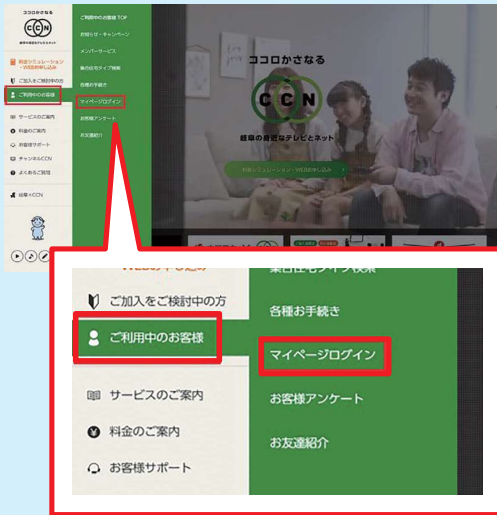 ココロかさなる
CCN
岐阜の身近なテレビとネット
料金シミュレーション
・WEBお申し込み
ご加入をご検討中の方
ご利用中のお客様
サービスのご案内
料金のご案内
お客様サポート
チャンネルCCN
よくあるご質問
岐阜×CCN
ご利用中のお客様 TOP
お知らせ・キャンペーン
メンバーサービス
集合住宅タイプ検索
各種お手続き
マイページログイン
お客様アンケート
お友達紹介
ココロかさなる
CCN
岐阜の身近なテレビとネット
料金シミュレーション・WEBお申し込み
ご加入をご検討中の方
ご利用中のお客様
サービスのご案内
料金のご案内
お客様サポート
集合住宅タイプ検索
各種お手続き
マイページログイン
お客様アンケート
お友達紹介